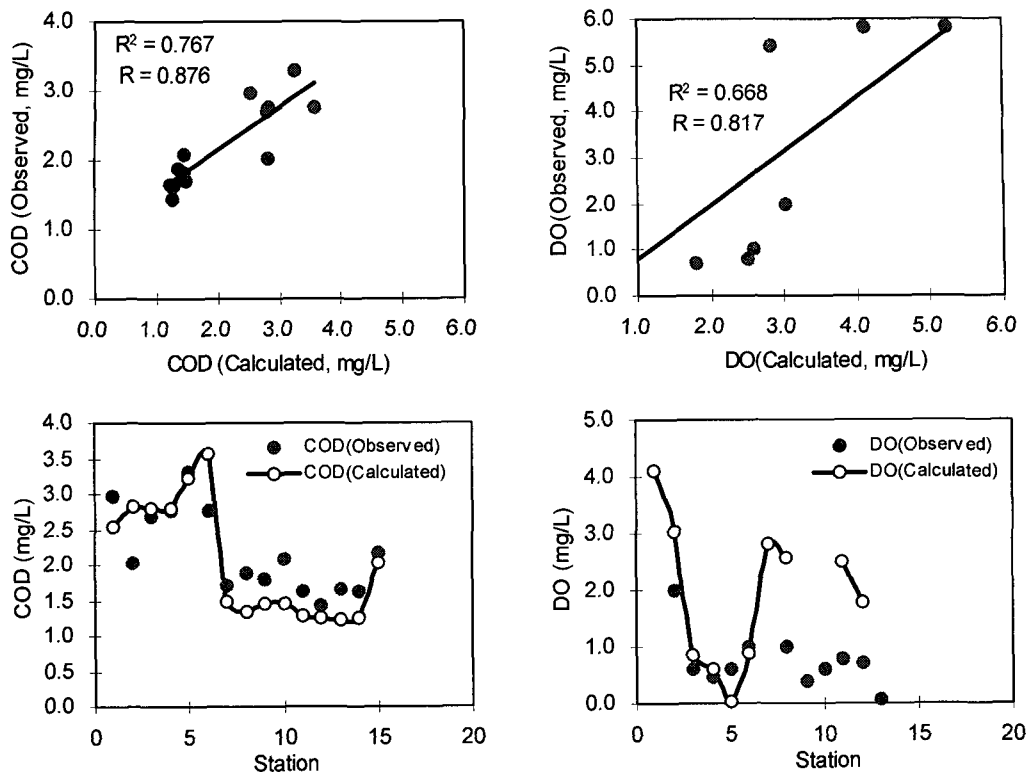 COD (Observed, mg/L)
4.0
3.0
2.0
1.0
0.0
R² = 0.767
R = 0.876
0.0 1.0 2.0 3.0 4.0 5.0 6.0
COD (Calculated, mg/L)
DO(Observed, mg/L)
6.0
5.0
4.0
3.0
2.0
1.0
0.0
R² = 0.668
R = 0.817
1.0 2.0 3.0 4.0 5.0 6.0
DO(Calculated, mg/L)
COD (mg/L)
4.0
3.5
3.0
2.5
2.0
1.5
1.0
0.5
0.0
COD(Observed)
COD(Calculated)
0 5 10 15 20
Station
DO (mg/L)
5.0
4.0
3.0
2.0
1.0
0.0
DO(Observed)
DO(Calculated)
0 5 10 15 20
Station